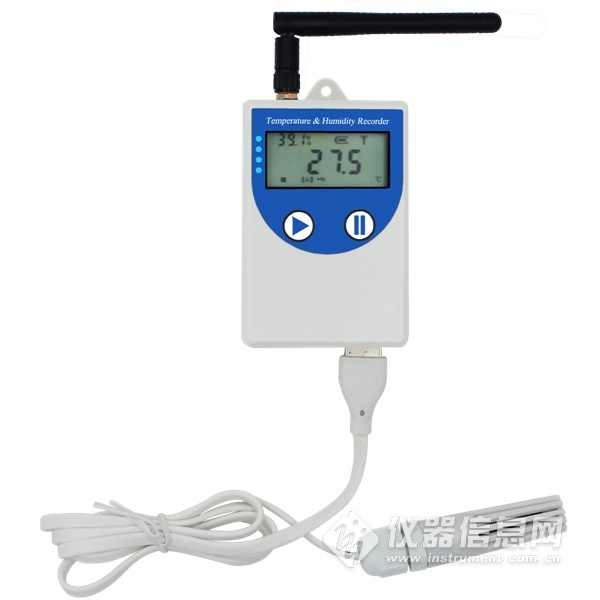 Temperature & Humidity Recorder
39.1
27.5
℃
仪器信息网
www.instrument.com.cn